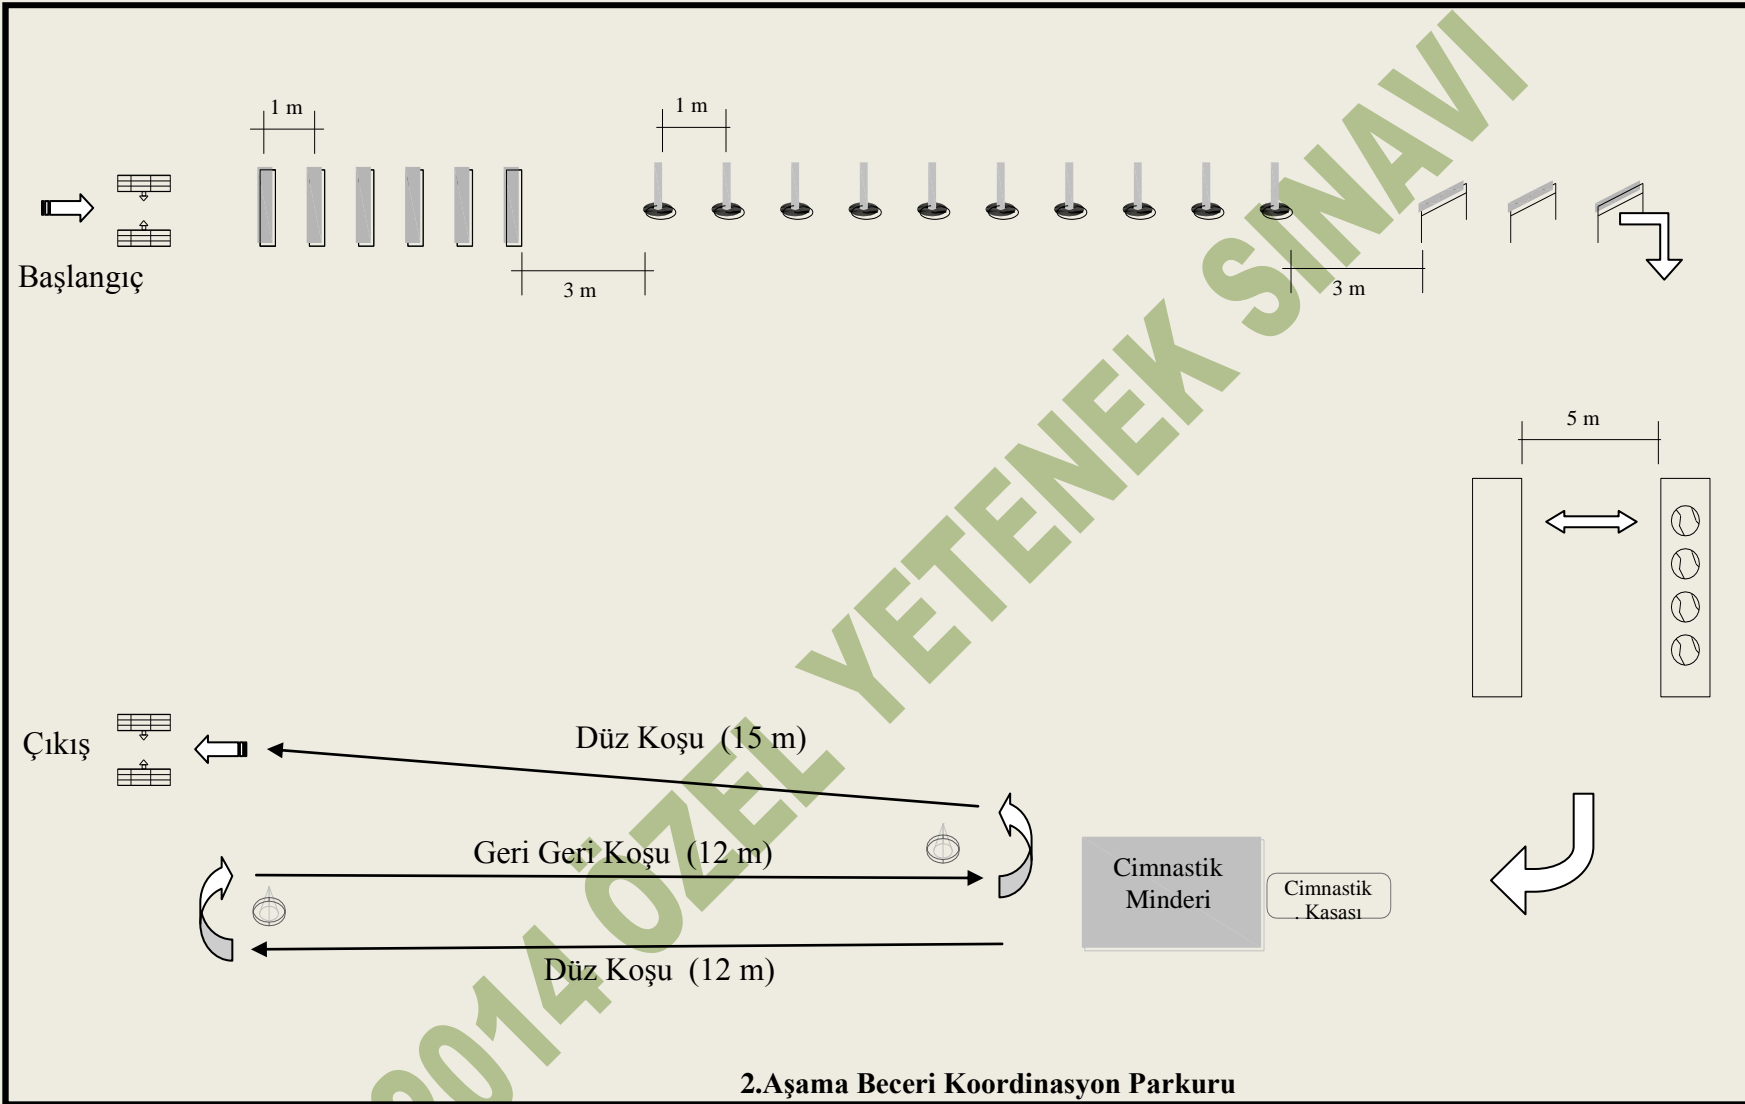 1 m
1 m
Başlangıç
3 m
3 m
5 m
Çıkış
Düz Koşu (15 m)
Geri Geri Koşu (12 m)
Cimnastik
Minderi
Cimnastik
. Kasası
Düz Koşu (12 m)
2014 ÖZEL YETENEK SINAVI
2.Aşama Beceri Koordinasyon Parkuru